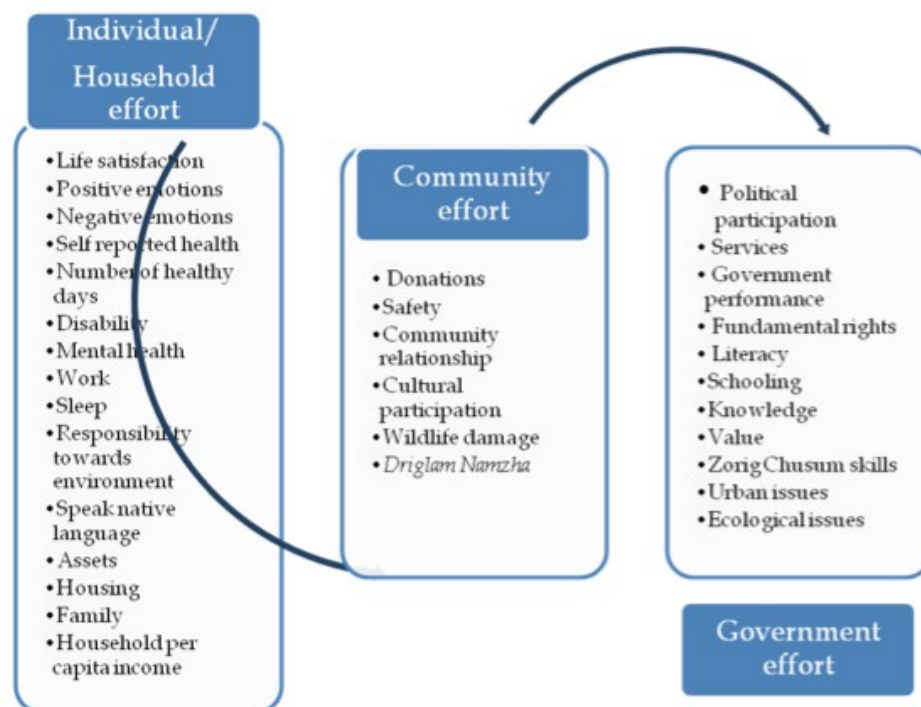 Individual/
Household
effort
•Life satisfaction
•Positive emotions
•Negative emotions
•Self reported health
•Number of healthy
days
•Disability
•Mental health
•Work
•Sleep
•Responsibility
towards
environment
•Speak native
language
•Assets
•Housing
•Family
•Household per
capita income
Community
effort
• Donations
•Safety
•Community
relationship
•Cultural
participation
•Wildlife damage
•Driglam Namzha
• Political
participation
•Services
•Government
performance
•Fundamental rights
•Literacy
•Schooling
•Knowledge
•Value
•Zorig Chusum skills
•Urban issues
•Ecological issues
Government
effort